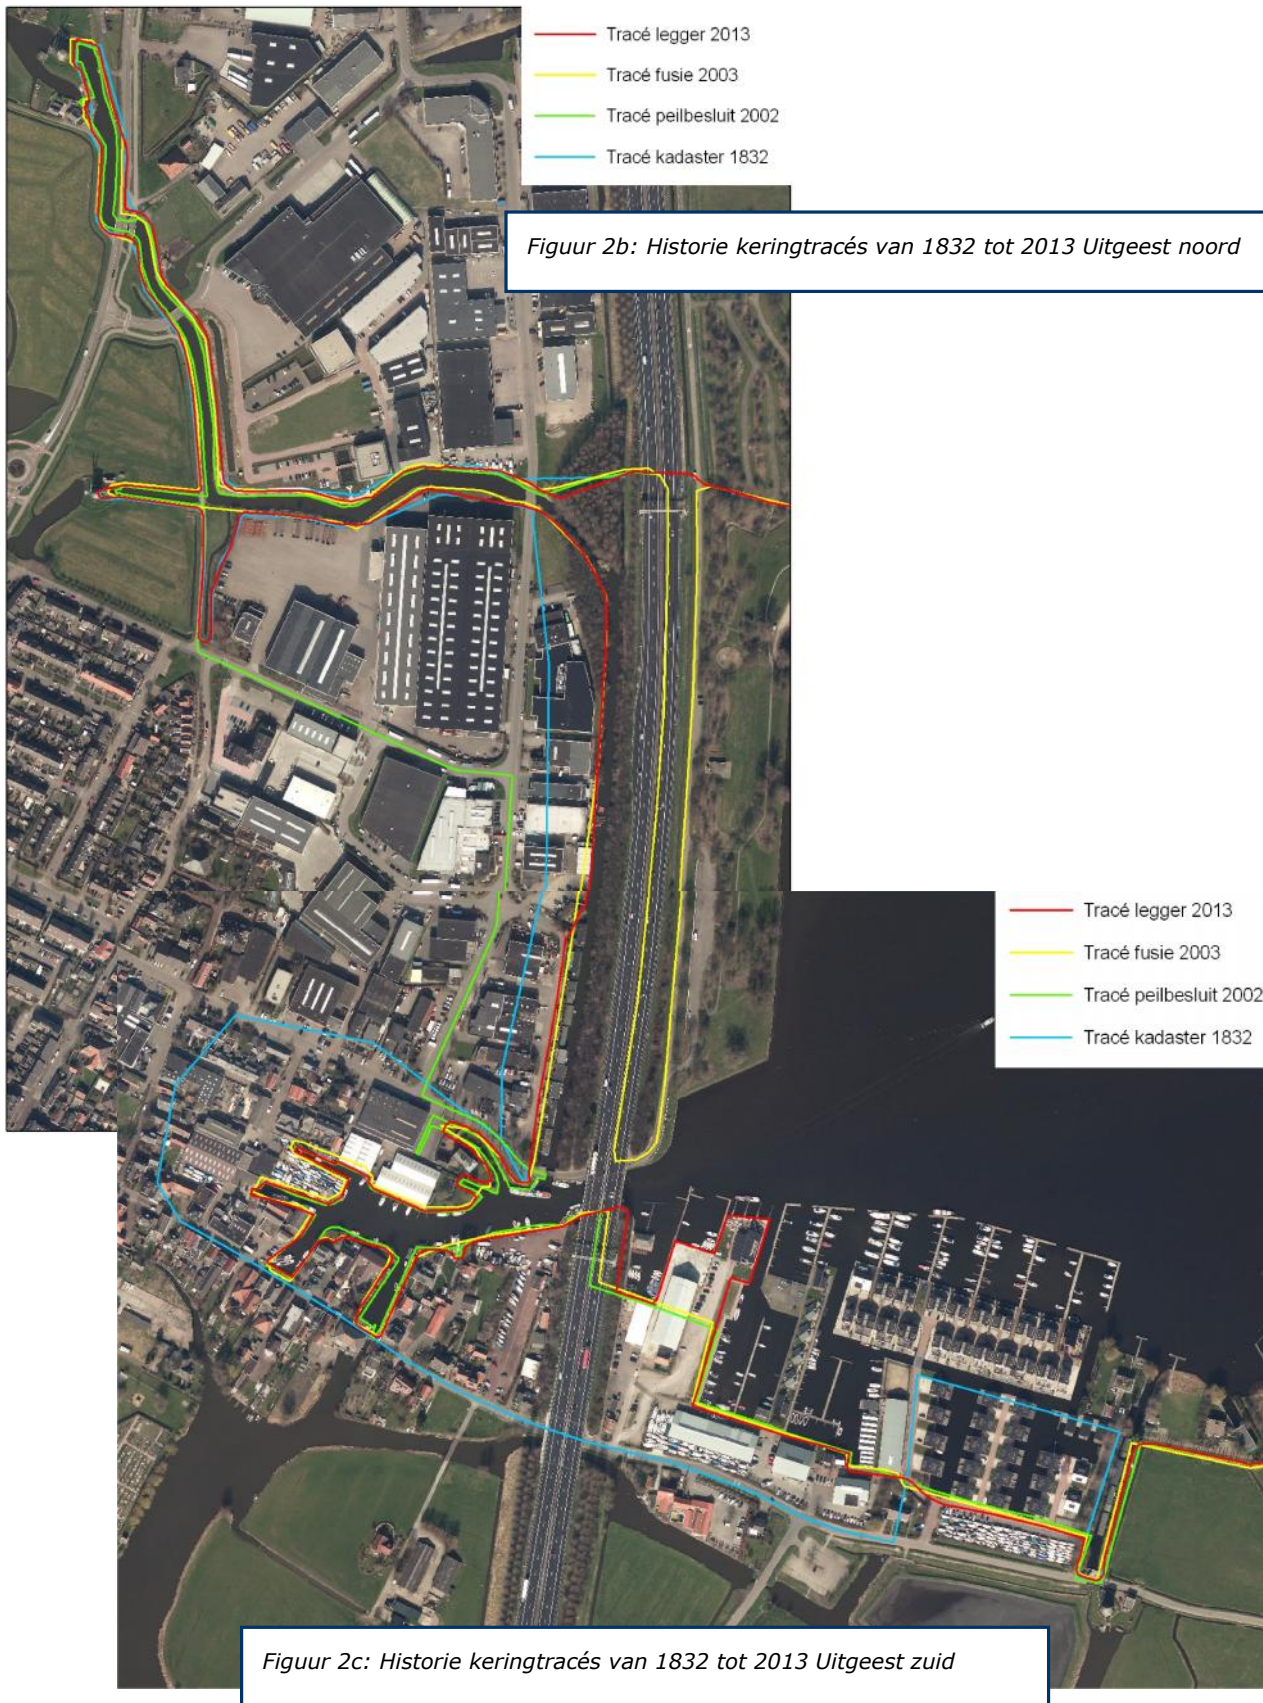 Tracé legger 2013
Tracé fusie 2003
Tracé peilbesluit 2002
Tracé kadaster 1832
Figuur 2b: Historie keringtracés van 1832 tot 2013 Uitgeest noord
Tracé legger 2013
Tracé fusie 2003
Tracé peilbesluit 2002
Tracé kadaster 1832
Figuur 2c: Historie keringtracés van 1832 tot 2013 Uitgeest zuid